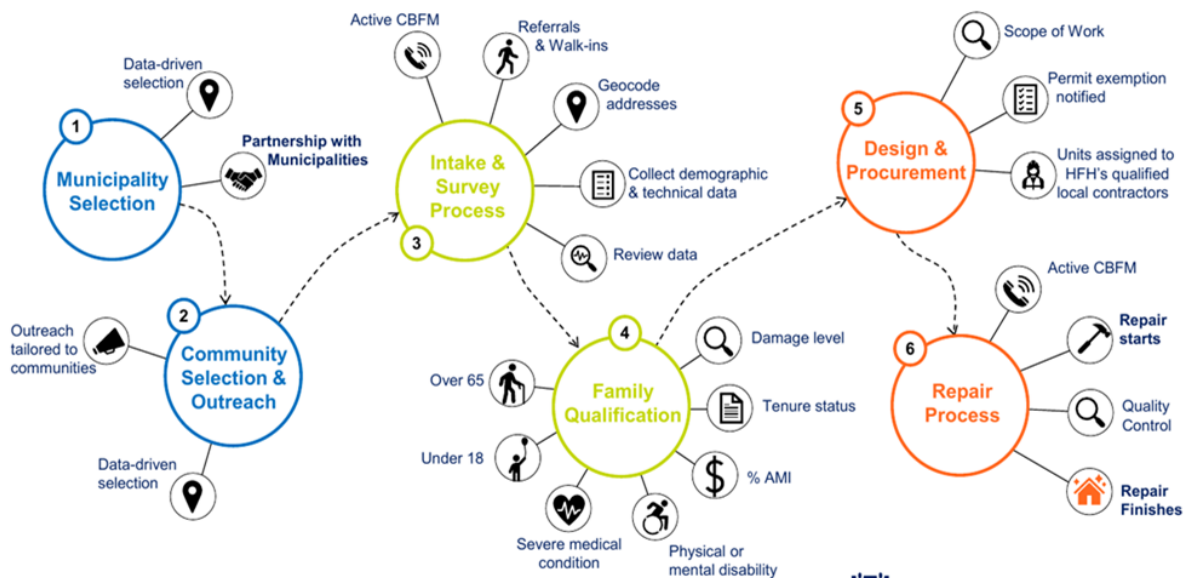 1
Municipality
Selection
Data-driven
selection
Partnership with
Municipalities
2
Community
Selection &
Outreach
Outreach
tailored to
communities
Data-driven
selection
3
Intake &
Survey
Process
Active CBFM
Referrals
& Walk-ins
Geocode
addresses
Collect demographic
& technical data
Review data
4
Family
Qualification
Over 65
Under 18
Severe medical
condition
Physical or
mental disability
% AMI
Tenure status
Damage level
5
Design &
Procurement
Scope of Work
Permit exemption
notified
Units assigned to
HFH's qualified
local contractors
6
Repair
Process
Active CBFM
Repair
starts
Quality
Control
Repair
Finishes